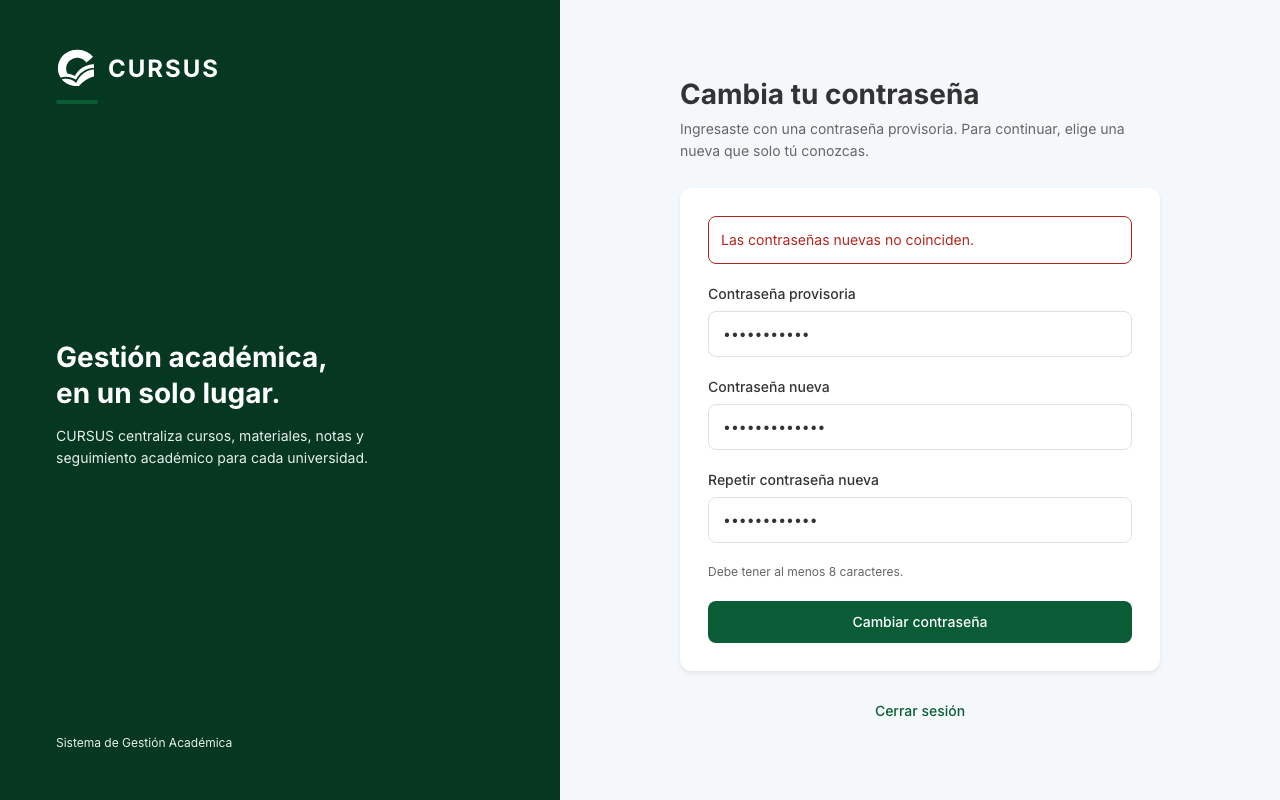 CURSUS
Gestión académica,
en un solo lugar.
CURSUS centraliza cursos, materiales, notas y
seguimiento académico para cada universidad.
Sistema de Gestión Académica
Cambia tu contraseña
Ingresaste con una contraseña provisoria. Para continuar, elige una
nueva que solo tú conozcas.
Las contraseñas nuevas no coinciden.
Contraseña provisoria
•••••••••••
Contraseña nueva
•••••••••••••
Repetir contraseña nueva
••••••••••••
Debe tener al menos 8 caracteres.
Cambiar contraseña
Cerrar sesión